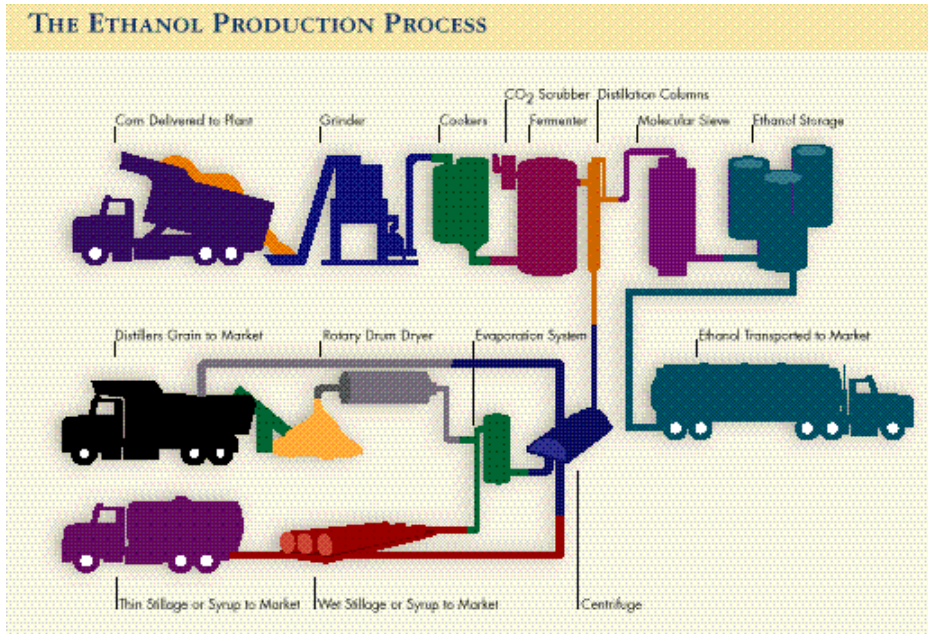 THE ETHANOL PRODUCTION PROCESS
CO2 Scrubber
Distillation Columns
Corn Delivered to Plant
Grinder
Cookers
Fermenter
Molecular Sieve
Ethanol Storage
Distillers Grain to Market
Rotary Drum Dryer
Evaporation System
Ethanol Transported to Market
Thin Stillage or Syrup to Market
Wet Stillage or Syrup to Market
Centrifuge